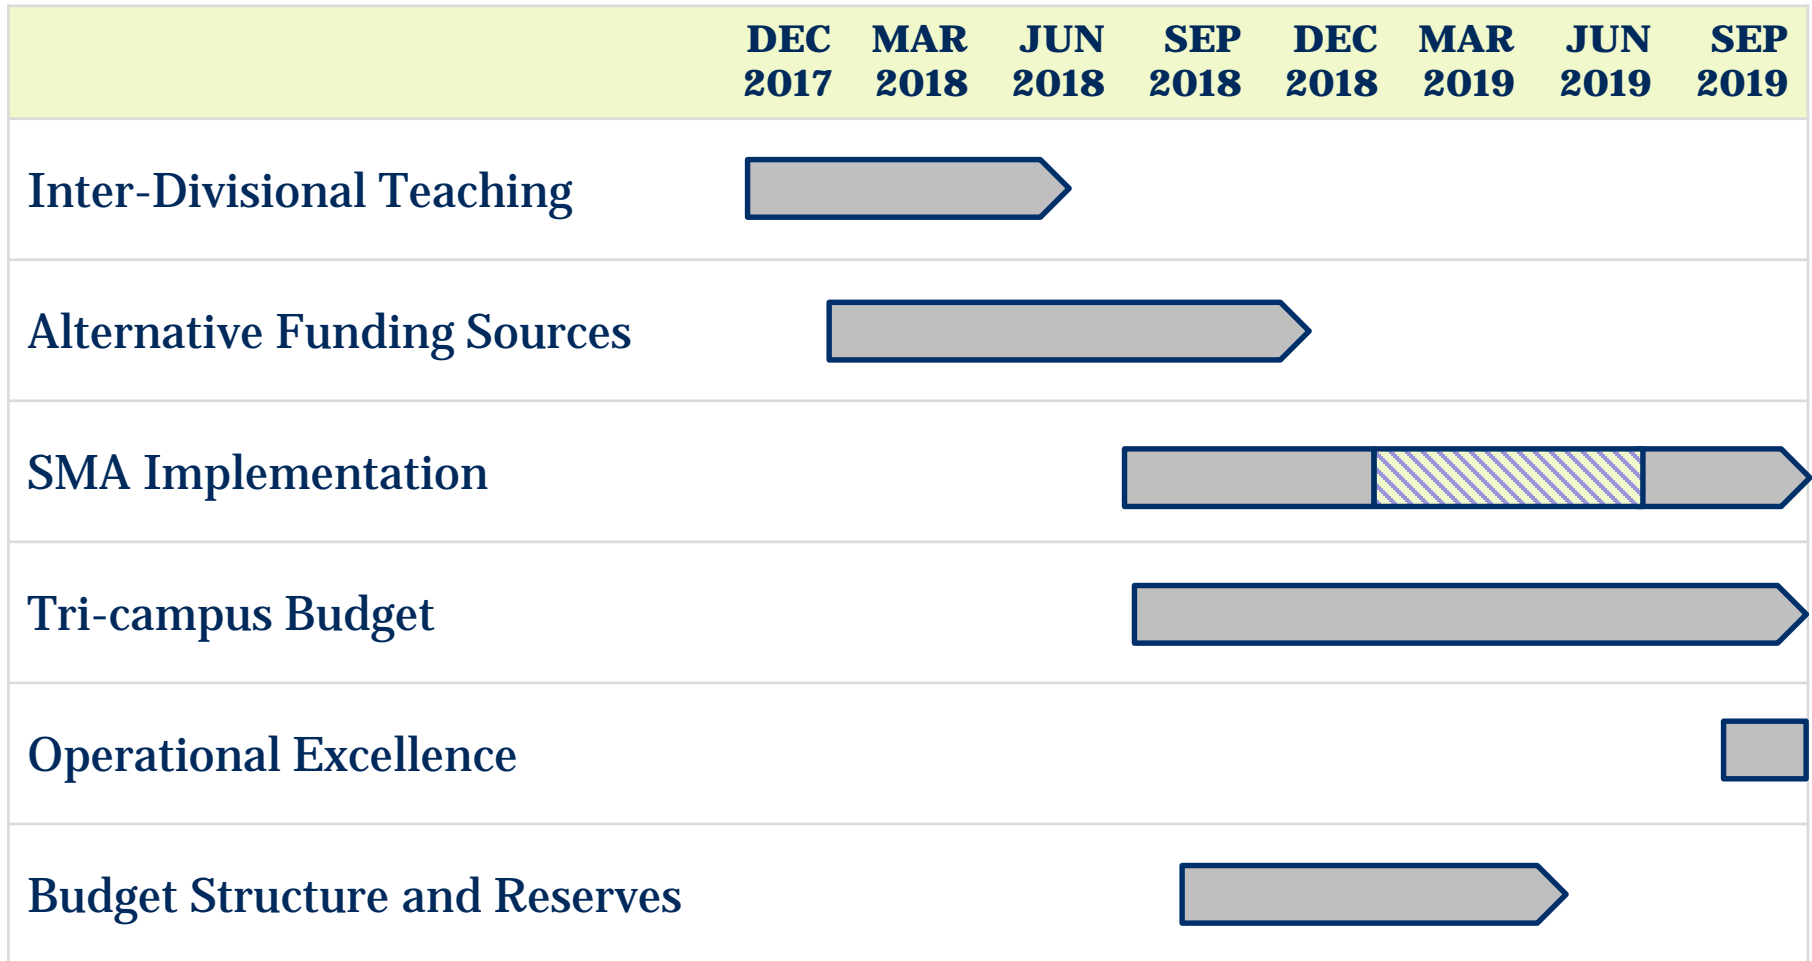 DEC MAR JUN SEP DEC MAR JUN SEP
2017 2018 2018 2018 2018 2019 2019 2019
Inter-Divisional Teaching
Alternative Funding Sources
SMA Implementation
Tri-campus Budget
Operational Excellence
Budget Structure and Reserves